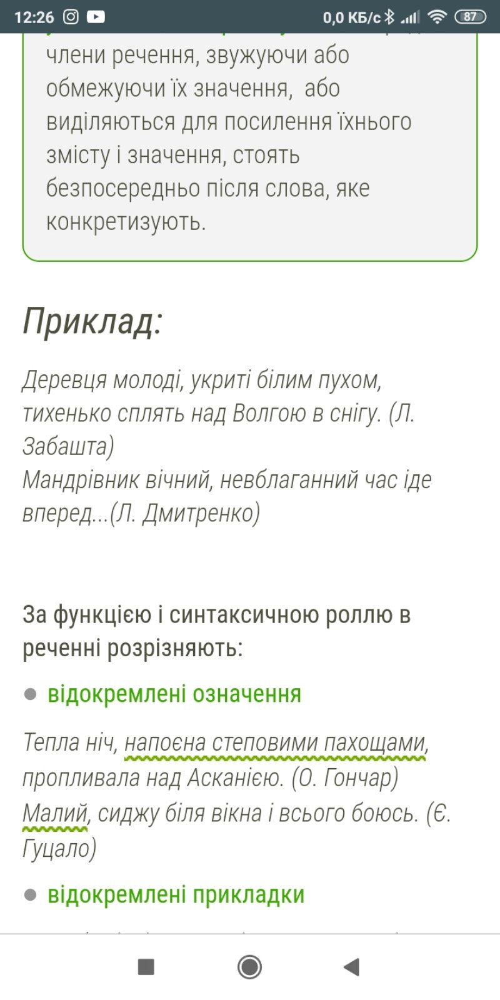 12:26 0,0 КБ/с 87
члени речення, звужуючи або
обмежуючи їх значення, або
виділяються для посилення їхнього
змісту і значення, стоять
безпосередньо після слова, яке
конкретизують.
Приклад:
Деревця молоді, укриті білим пухом,
тихенько сплять над Волгою в снігу. (Л.
Забашта)
Мандрівник вічний, невблаганний час іде
вперед...(Л. Дмитренко)
За функцією і синтаксичною роллю в
реченні розрізняють:
відокремлені означення
Тепла ніч, напоєна степовими пахощами,
пропливала над Асканією. (О. Гончар)
Малий, сиджу біля вікна і всього боюсь. (Є.
Гуцало)
відокремлені прикладки